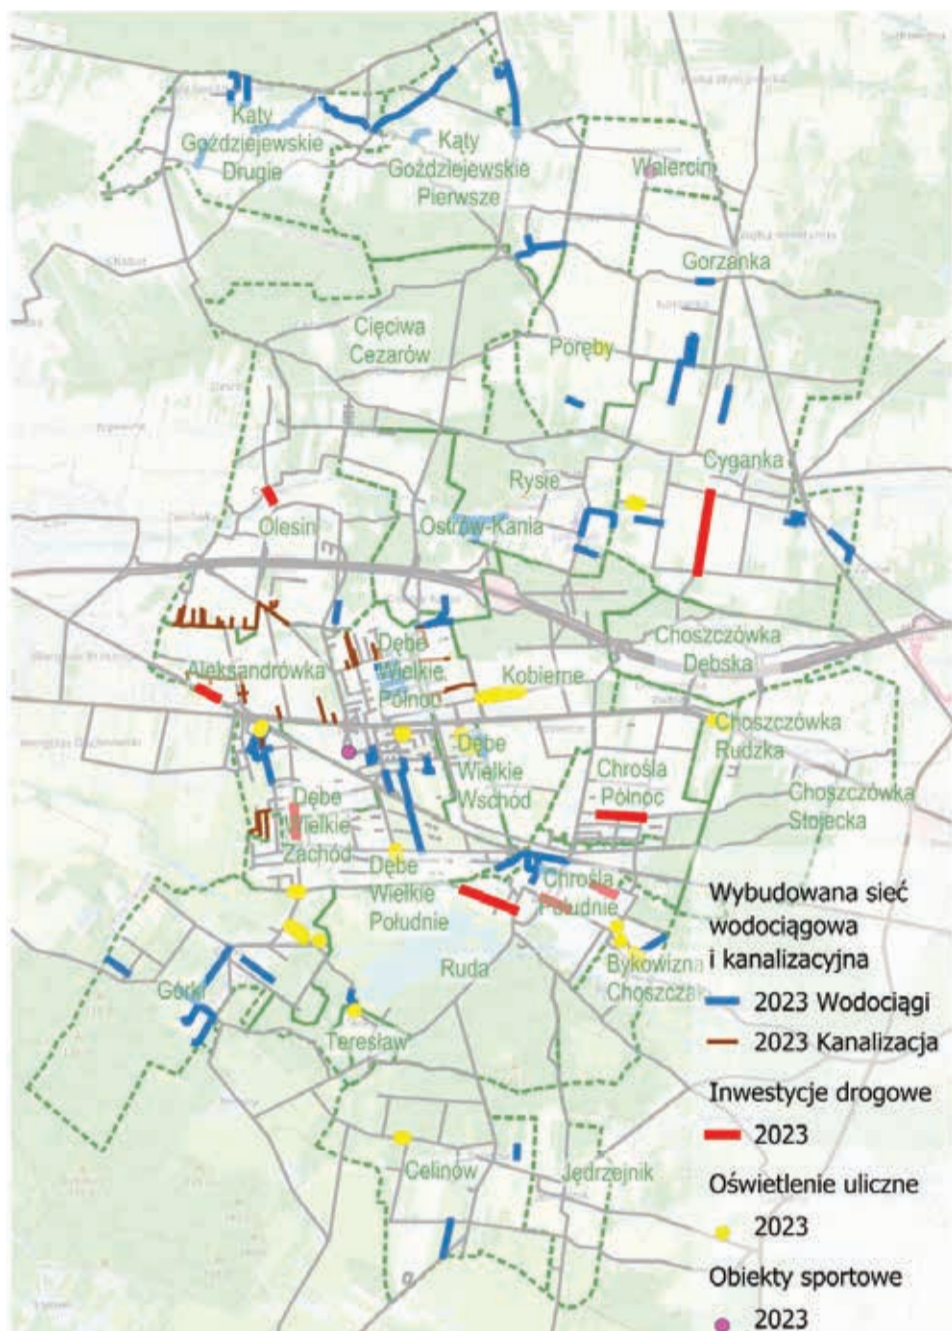 Kąty
Goździejewskie
Drugie
Kąty
Goździejewskie
Pierwsze
Walercin
Gorzanka
Cięciwa
Cezarów
Poręby
Cyganka
Rysie
Olesin
Ostrów-Kania
Choszczówka
Dębska
Dębe
Wielkie
Północ
Aleksandrówka
Kobierne
Choszczówka
Rudzka
Dębe
Wielkie
Wschód
Chrośla
Północ
Choszczówka
Stojecka
Dębe
Wielkie
Zachód
Dębe
Wielkie
Południe
Chrośla
Południe
Ruda
Bykowizna
Górki
Teresław
Celinów
Jędrzejnik
Wybudowana sieć
wodociągowa
i kanalizacyjna
2023 Wodociągi
2023 Kanalizacja
Inwestycje drogowe
2023
Oświetlenie uliczne
2023
Obiekty sportowe
2023